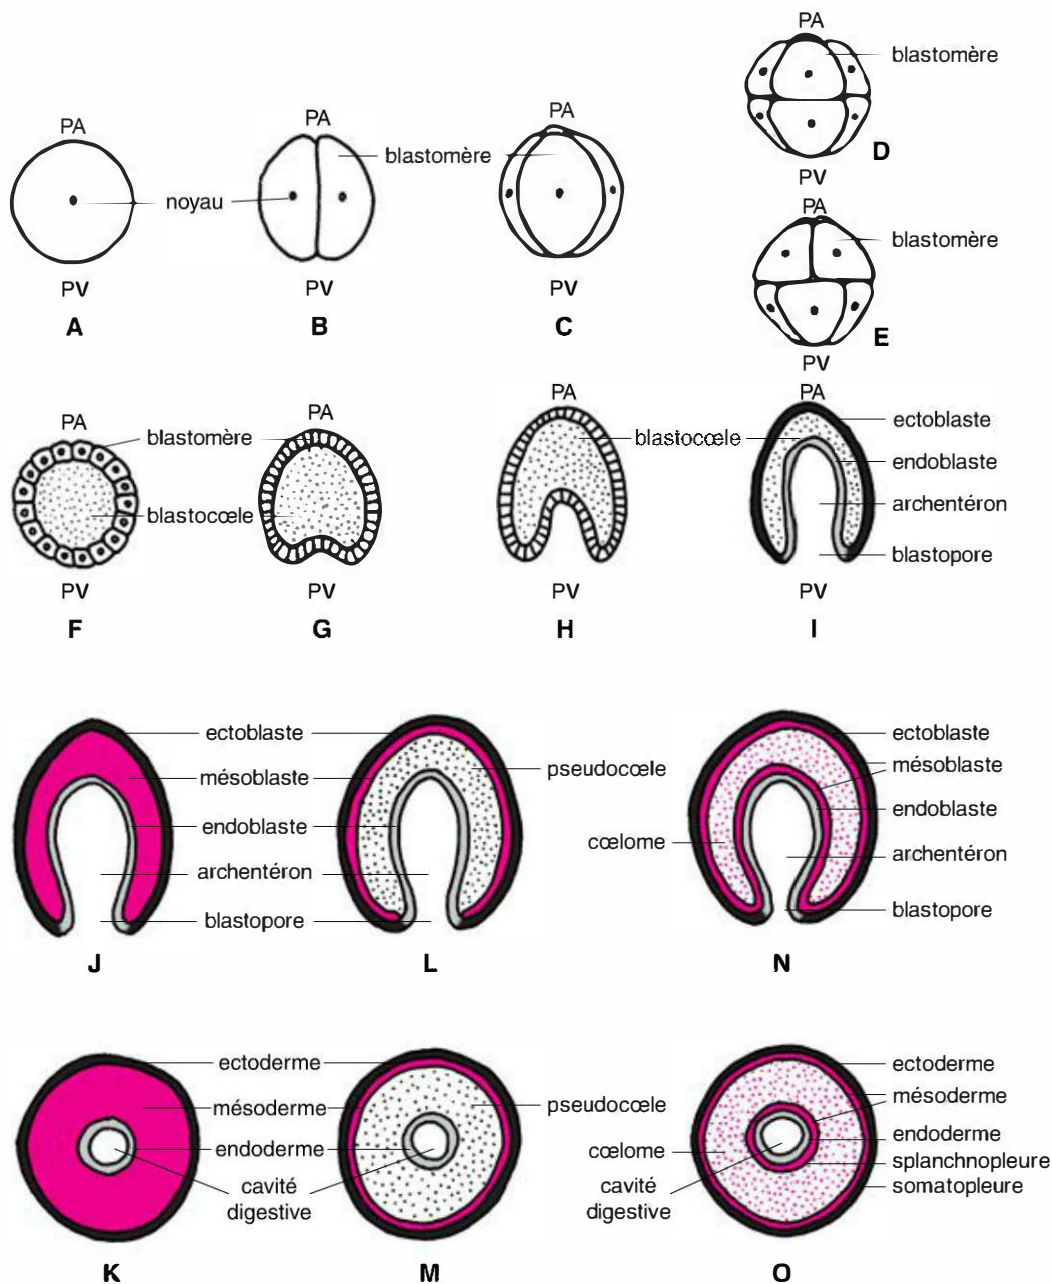 PA
blastomère
PA
PA
PA
blastomère
D
noyau
PV
PA
blastomère
PV
PV
PV
A
B
C
E
PV
PA
PA
PA
PA
ectoblaste
blastomère
blastocœle
endoblaste
archentéron
blastocœle
blastopore
PV
PV
PV
PV
F
G
H
I
ectoblaste
ectoblaste
mésoblaste
pseudocœle
mésoblaste
endoblaste
endoblaste
cœlome
archentéron
archentéron
blastopore
blastopore
J
L
N
ectoderme
ectoderme
mésoderme
pseudocœle
mésoderme
endoderme
endoderme
cœlome
splanchnopleure
cavité
digestive
cavité
digestive
somatopleure
K
M
O